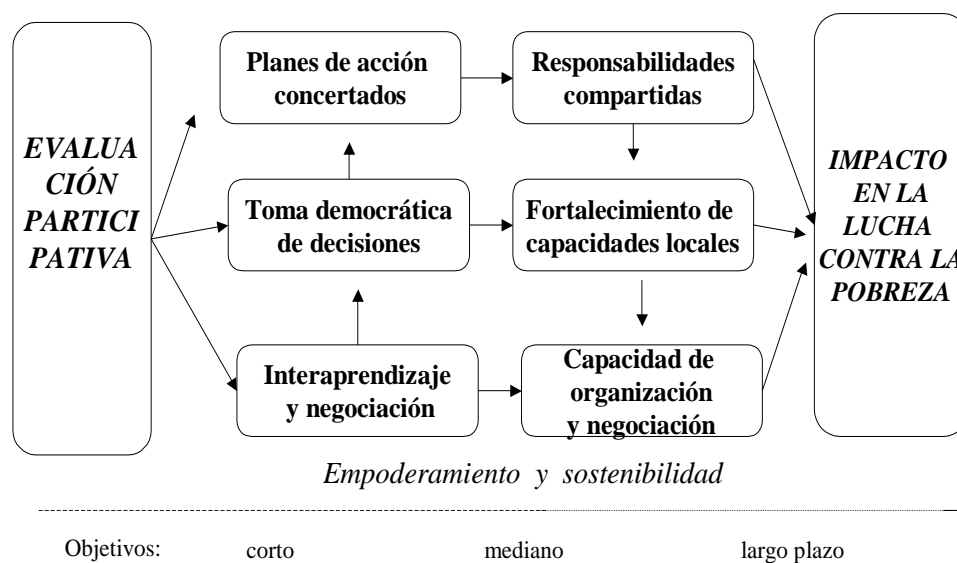 EVALUA
CIÓN
PARTICI
PATIVA
Planes de acción
concertados
Responsabilidades
compartidas
Toma democrática
de decisiones
Fortalecimiento de
capacidades locales
Interaprendizaje
y negociación
Capacidad de
organización
y negociación
IMPACTO
EN LA
LUCHA
CONTRA LA
POBREZA
Empoderamiento y sostenibilidad
Objetivos: corto mediano largo plazo